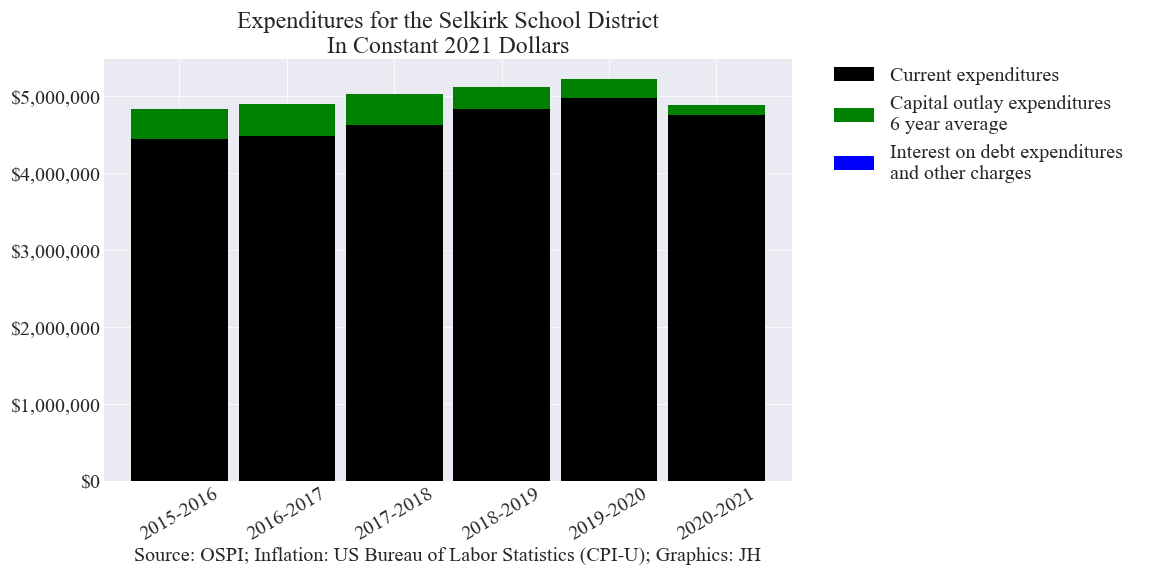 Expenditures for the Selkirk School District
In Constant 2021 Dollars
$5,000,000
$4,000,000
$3,000,000
$2,000,000
$1,000,000
$0
2015-2016
2016-2017
2017-2018
2018-2019
2019-2020
2020-2021
Source: OSPI; Inflation: US Bureau of Labor Statistics (CPI-U); Graphics: JH
Current expenditures
Capital outlay expenditures
6 year average
Interest on debt expenditures
and other charges